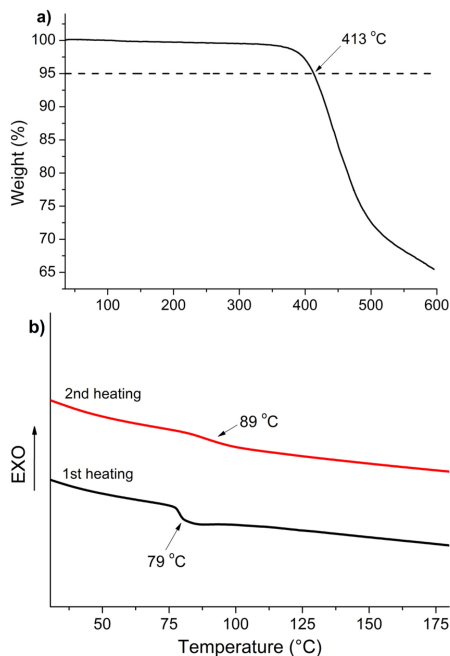 a)
413 °C
100
95
90
85
80
75
70
65
Weight (%)
100 200 300 400 500 600
b)
2nd heating
89 °C
1st heating
79 °C
EXO
50 75 100 125 150 175
Temperature (°C)